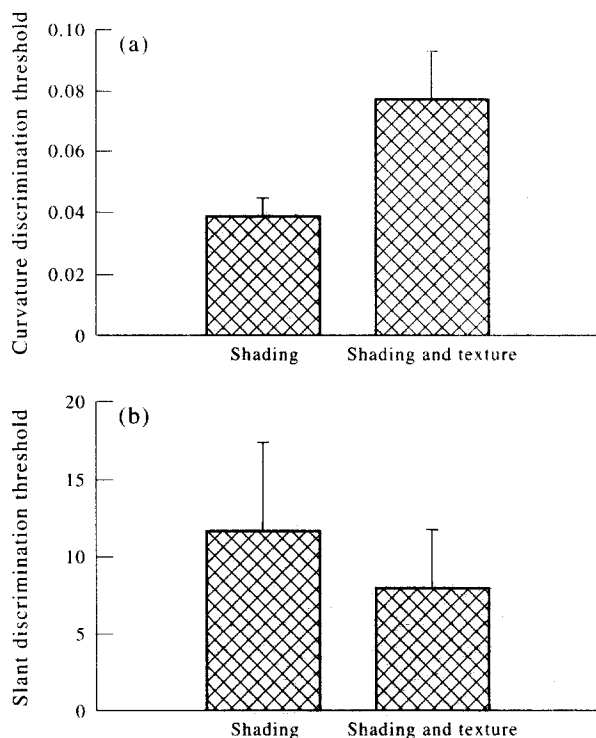 Curvature discrimination threshold
(a)
0.10
0.08
0.06
0.04
0.02
0
Shading Shading and texture
Slant discrimination threshold
(b)
20
15
10
5
0
Shading Shading and texture